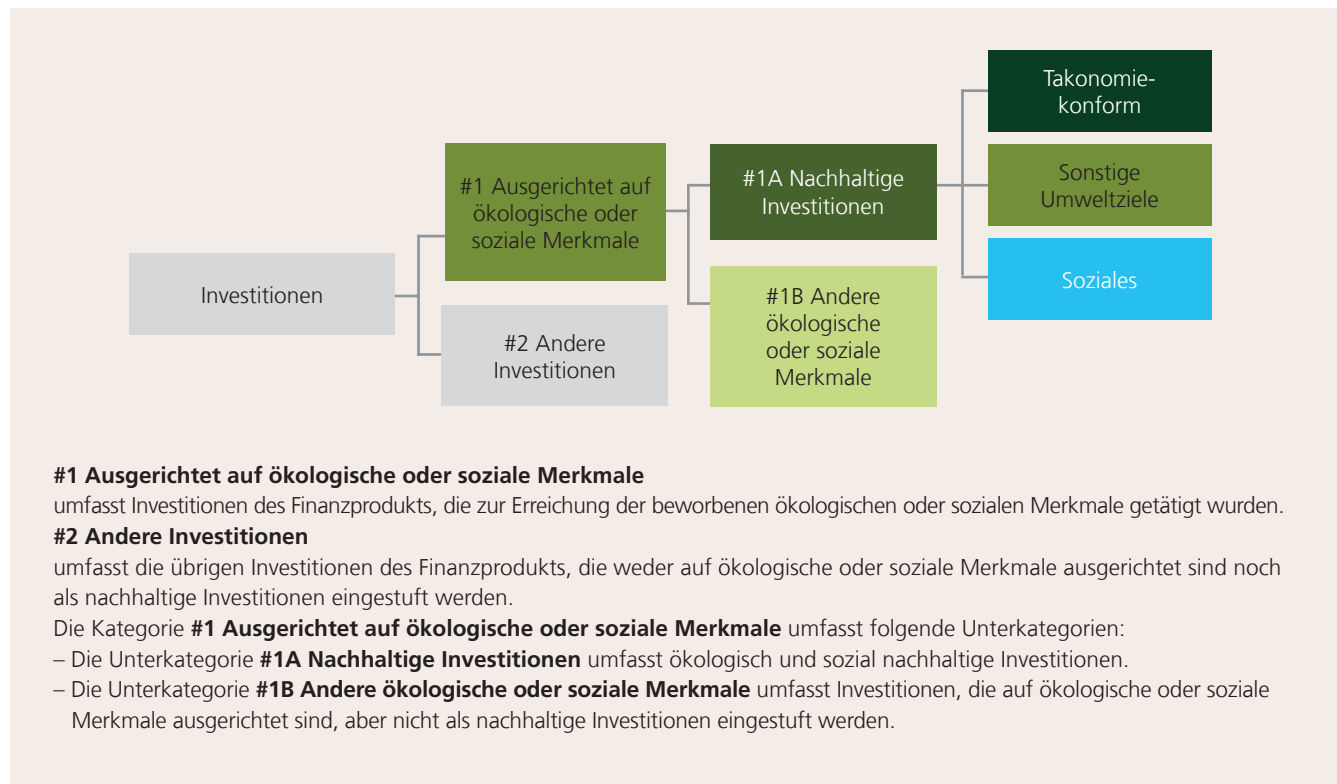 Takonomie-
konform
#1 Ausgerichtet auf
ökologische oder
soziale Merkmale
#1A Nachhaltige
Investitionen
Sonstige
Umweltziele
Investitionen
#2 Andere
Investitionen
#1B Andere
ökologische
oder soziale
Merkmale
Soziales
#1 Ausgerichtet auf ökologische oder soziale Merkmale
umfasst Investitionen des Finanzprodukts, die zur Erreichung der beworbenen ökologischen oder sozialen Merkmale getätigt wurden.
#2 Andere Investitionen
umfasst die übrigen Investitionen des Finanzprodukts, die weder auf ökologische oder soziale Merkmale ausgerichtet sind noch
als nachhaltige Investitionen eingestuft werden.
Die Kategorie #1 Ausgerichtet auf ökologische oder soziale Merkmale umfasst folgende Unterkategorien:
– Die Unterkategorie #1A Nachhaltige Investitionen umfasst ökologisch und sozial nachhaltige Investitionen.
– Die Unterkategorie #1B Andere ökologische oder soziale Merkmale umfasst Investitionen, die auf ökologische oder soziale
Merkmale ausgerichtet sind, aber nicht als nachhaltige Investitionen eingestuft werden.